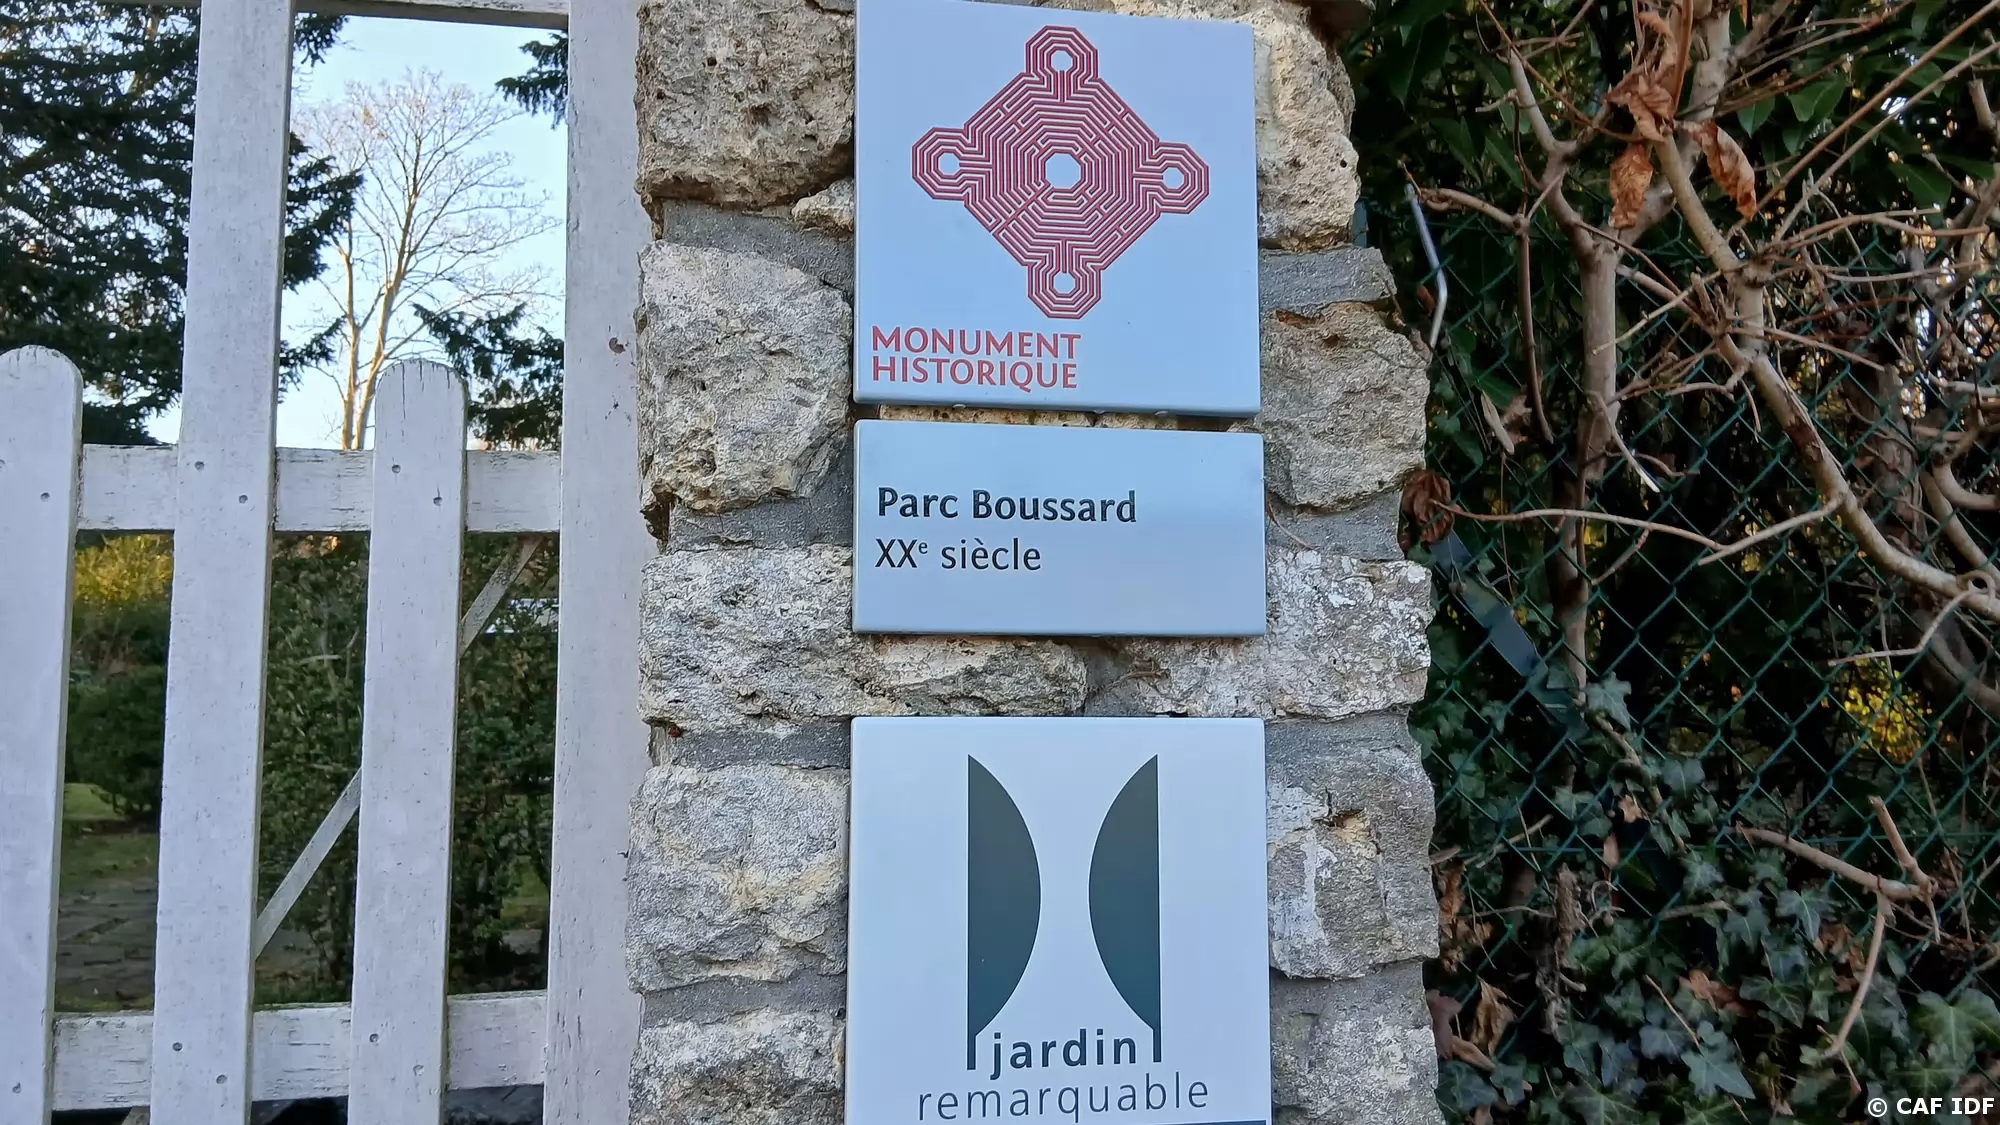 MONUMENT
HISTORIQUE
Parc Boussard
XXe siècle
jardin
remarquable
© CAF IDF